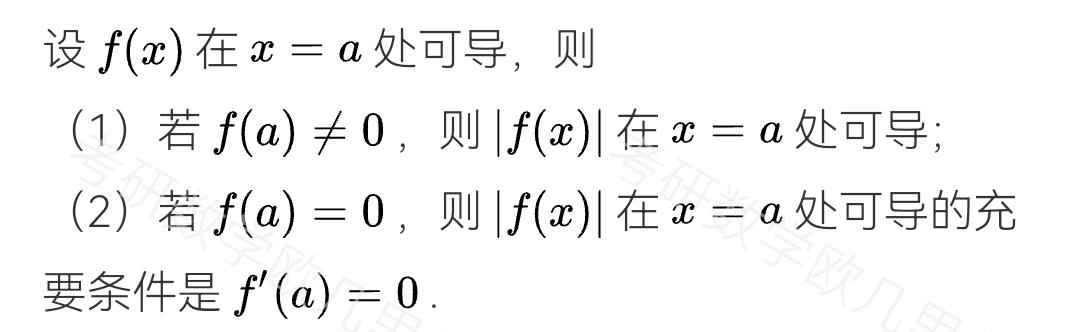 设 f(x) 在 x = a 处可导，则
（1）若 f(a) ≠ 0 ，则 |f(x)| 在 x = a 处可导;
（2）若 f(a) = 0 ，则 |f(x)| 在 x = a 处可导的充
要条件是 f′(a) = 0 .
考研数学欧几里
考研数学欧几里